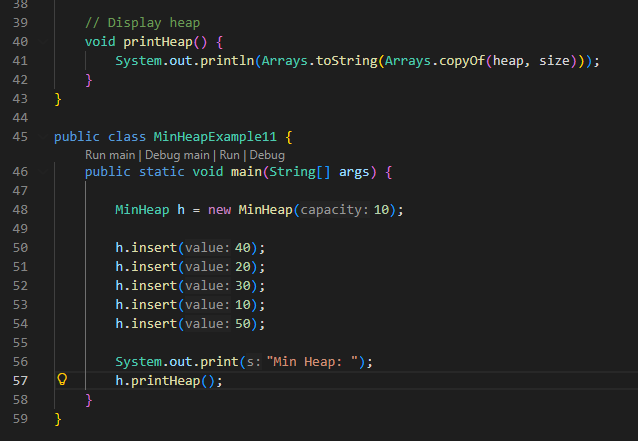 38
39 // Display heap
40 void printHeap() {
41 System.out.println(Arrays.toString(Arrays.copyOf(heap, size)));
42 }
43 }
44
45 public class MinHeapExample11 {
Run main | Debug main | Run | Debug
46 public static void main(String[] args) {
47
48 MinHeap h = new MinHeap(capacity: 10);
49
50 h.insert(value: 40);
51 h.insert(value: 20);
52 h.insert(value: 30);
53 h.insert(value: 10);
54 h.insert(value: 50);
55
56 System.out.print(s: "Min Heap: ");
57 h.printHeap();
58 }
59 }